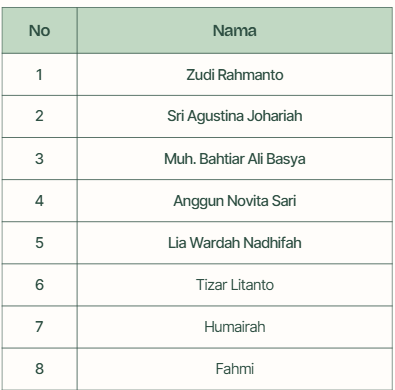 No Nama
1 Zudi Rahmanto
2 Sri Agustina Johariah
3 Muh. Bahtiar Ali Basya
4 Anggun Novita Sari
5 Lia Wardah Nadhifah
6 Tizar Litanto
7 Humairah
8 Fahmi